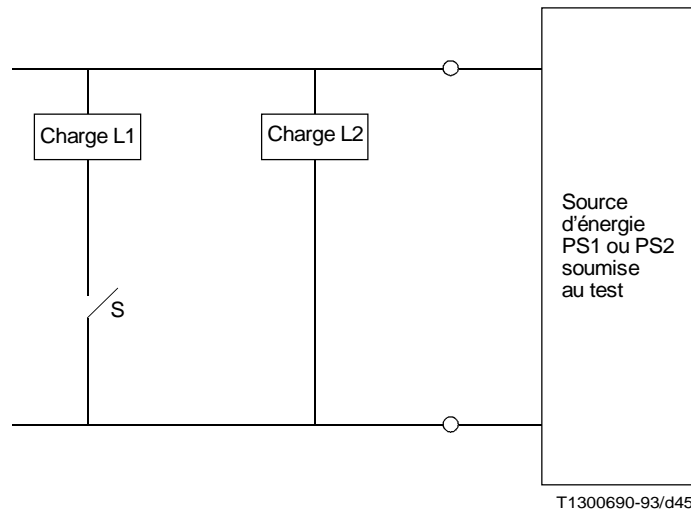 Charge L1
Charge L2
Source
d'énergie
PS1 ou PS2
soumise
au test
S
T1300690-93/d45